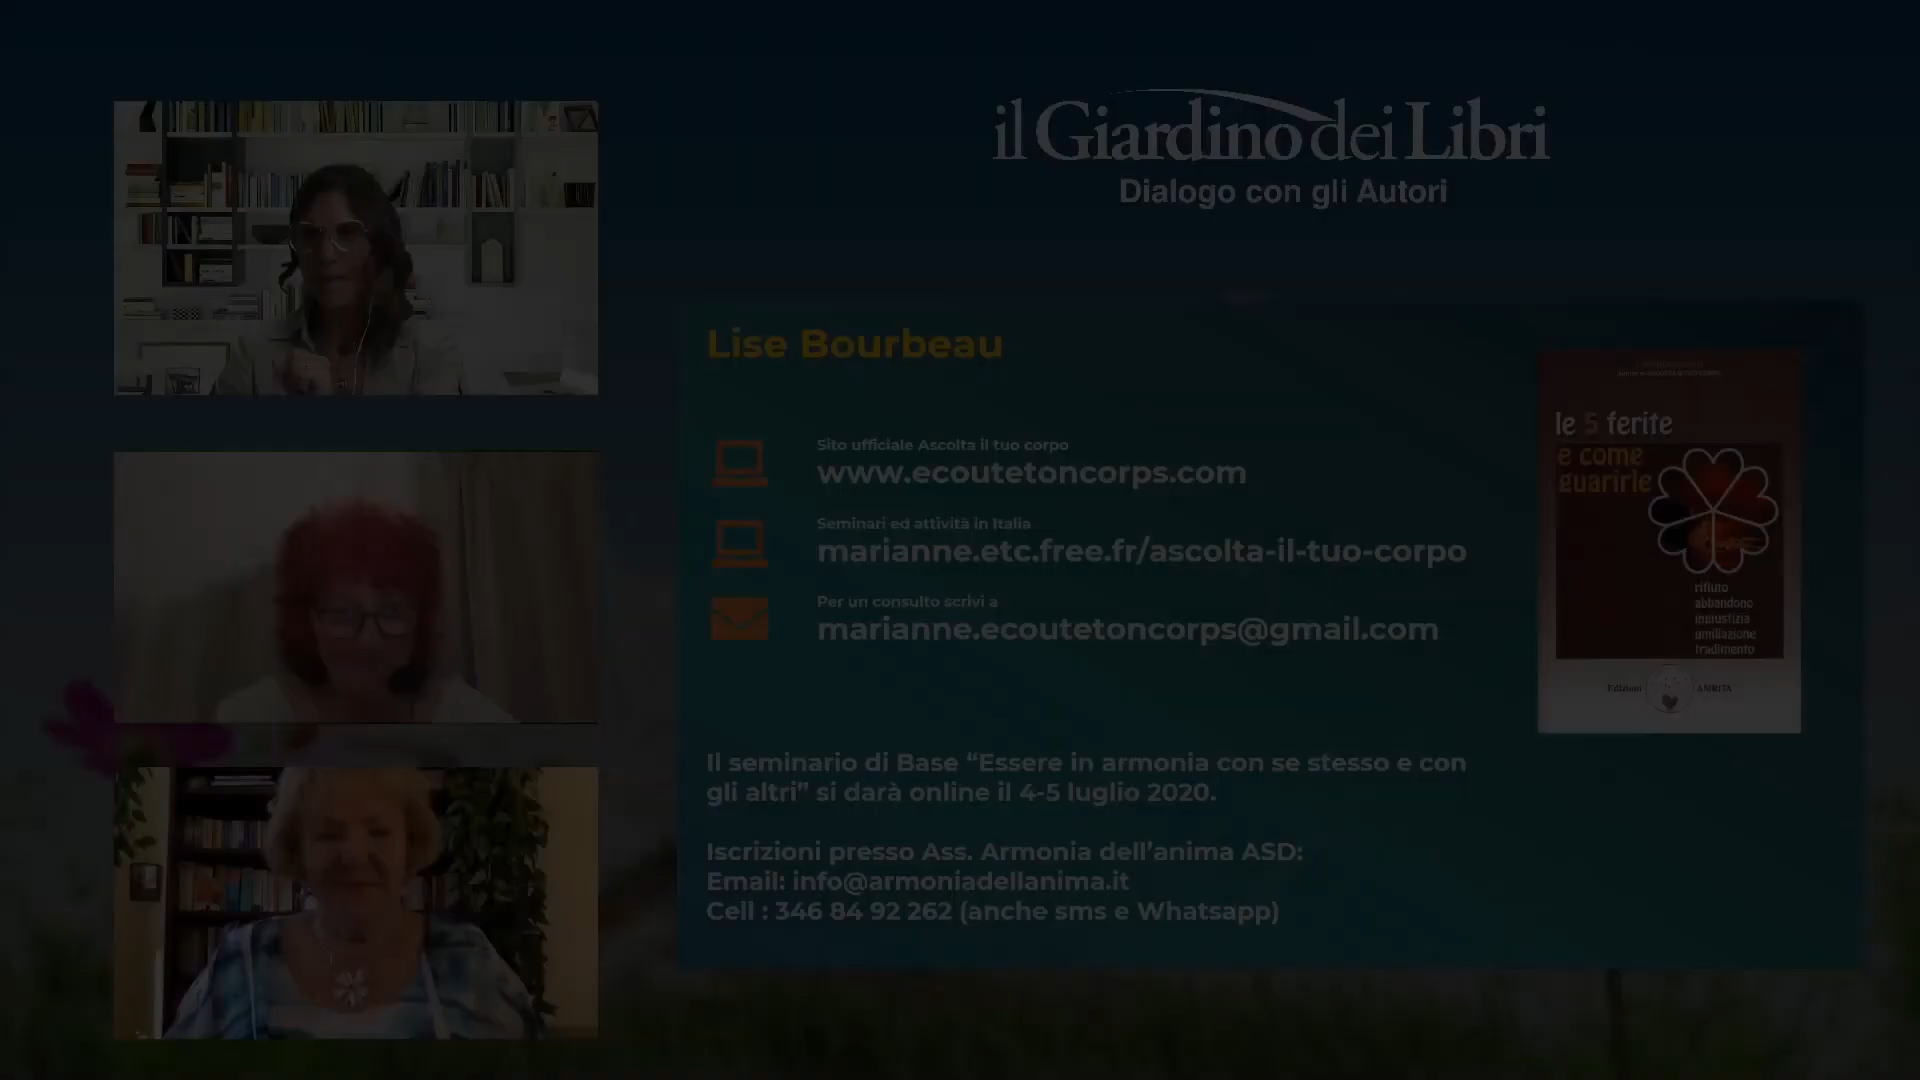 il Giardino dei Libri
Dialogo con gli Autori
Lise Bourbeau
Sito ufficiale Ascolta il tuo corpo
www.ecoutetoncorps.com
Seminari ed attività in Italia
marianne.etc.free.fr/ascolta-il-tuo-corpo
Per un consulto scrivi a
marianne.ecoutetoncorps@gmail.com
Il seminario di Base “Essere in armonia con se stesso e con
gli altri” si darà online il 4-5 luglio 2020.
Iscrizioni presso Ass. Armonia dell’anima ASD:
Email: info@armoniadellanima.it
Cell : 346 84 92 262 (anche sms e Whatsapp)
le 5 ferite
e come
guarirle
rifiuto
abbandono
ingiustizia
umiliazione
tradimento
Edizioni AMRITA